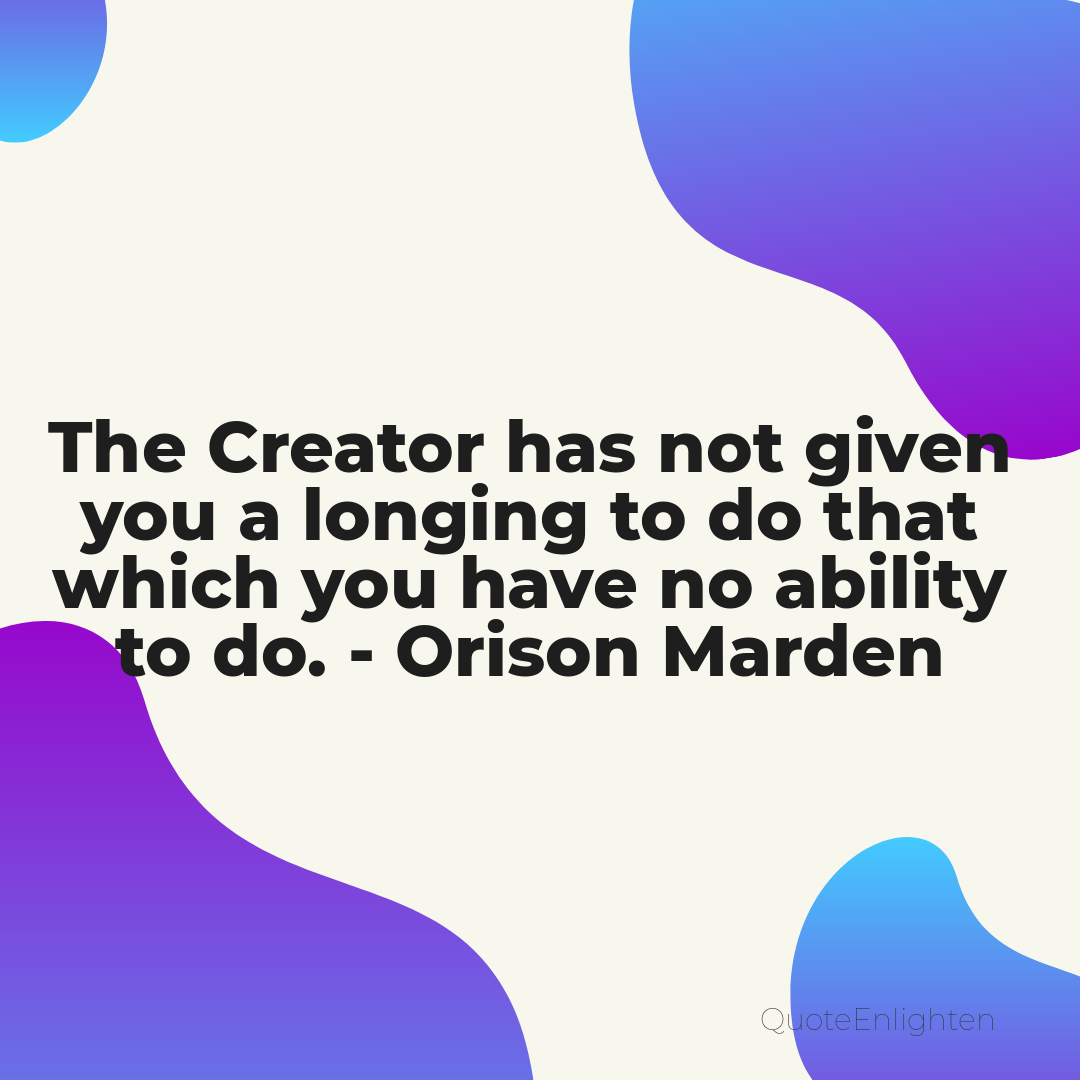 The Creator has not given
you a longing to do that
which you have no ability
to do. - Orison Marden
QuoteEnlighten